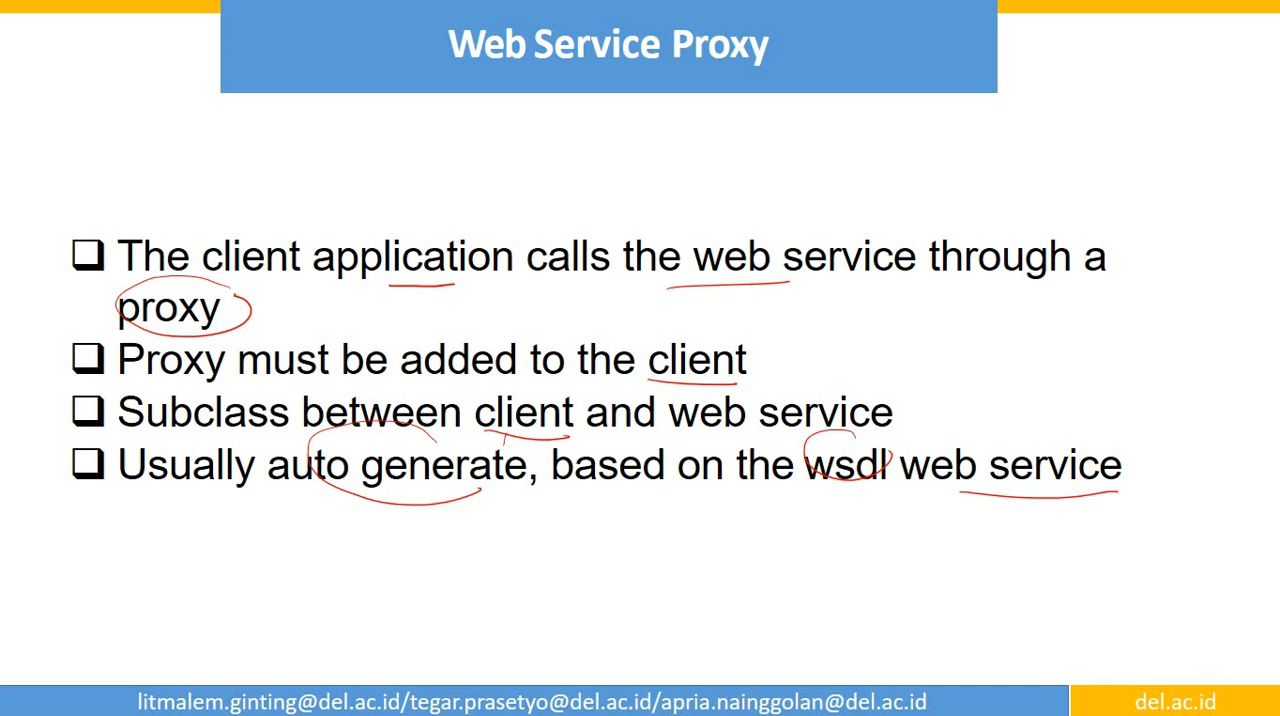 Web Service Proxy
The client application calls the web service through a
proxy
Proxy must be added to the client
Subclass between client and web service
Usually auto generate, based on the wsdl web service
litmalem.ginting@del.ac.id/tegar.prasetyo@del.ac.id/apria.nainggolan@del.ac.id
del.ac.id